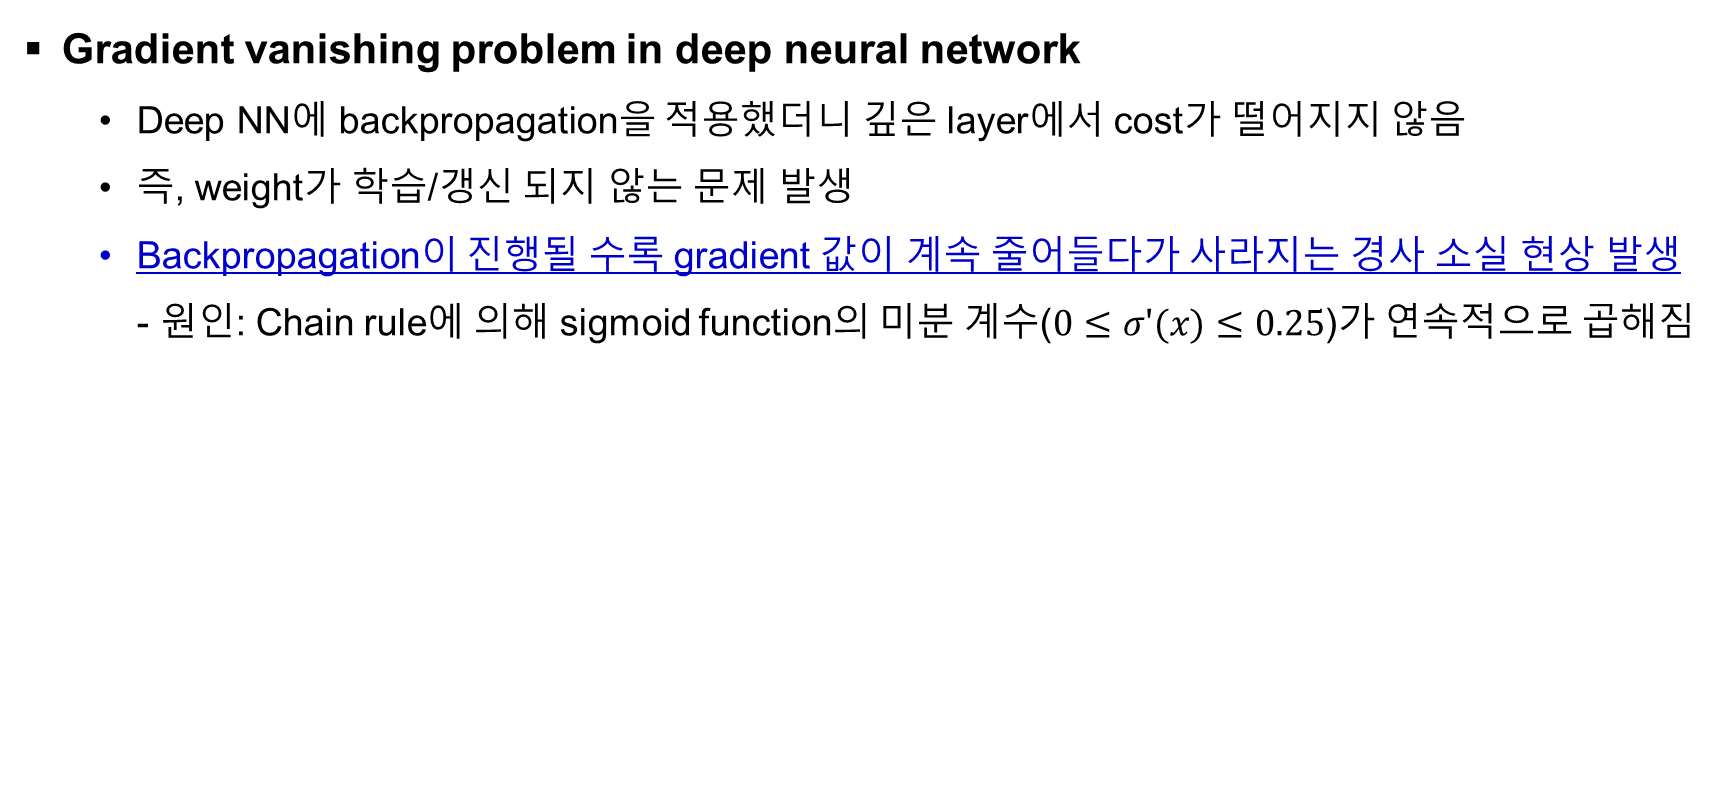 ▪ Gradient vanishing problem in deep neural network
• Deep NN에 backpropagation을 적용했더니 깊은 layer에서 cost가 떨어지지 않음
• 즉, weight가 학습/갱신 되지 않는 문제 발생
• Backpropagation이 진행될 수록 gradient 값이 계속 줄어들다가 사라지는 경사 소실 현상 발생
- 원인: Chain rule에 의해 sigmoid function의 미분 계수(0 ≤ σ'(x) ≤ 0.25)가 연속적으로 곱해짐